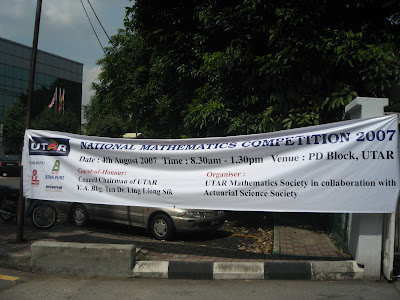 UTAR
NATIONAL MATHEMATICS COMPETITION 2007
Date : 4th August 2007 Time : 8.30am - 1.30pm Venue : PD Block, UTAR
Guest-of-Honour:
Council Chairman of UTAR
Y. A. Bhg. Tun Dr. Ling Liong Sik
Organiser :
UTAR Mathematics Society in collaboration with
Actuarial Science Society